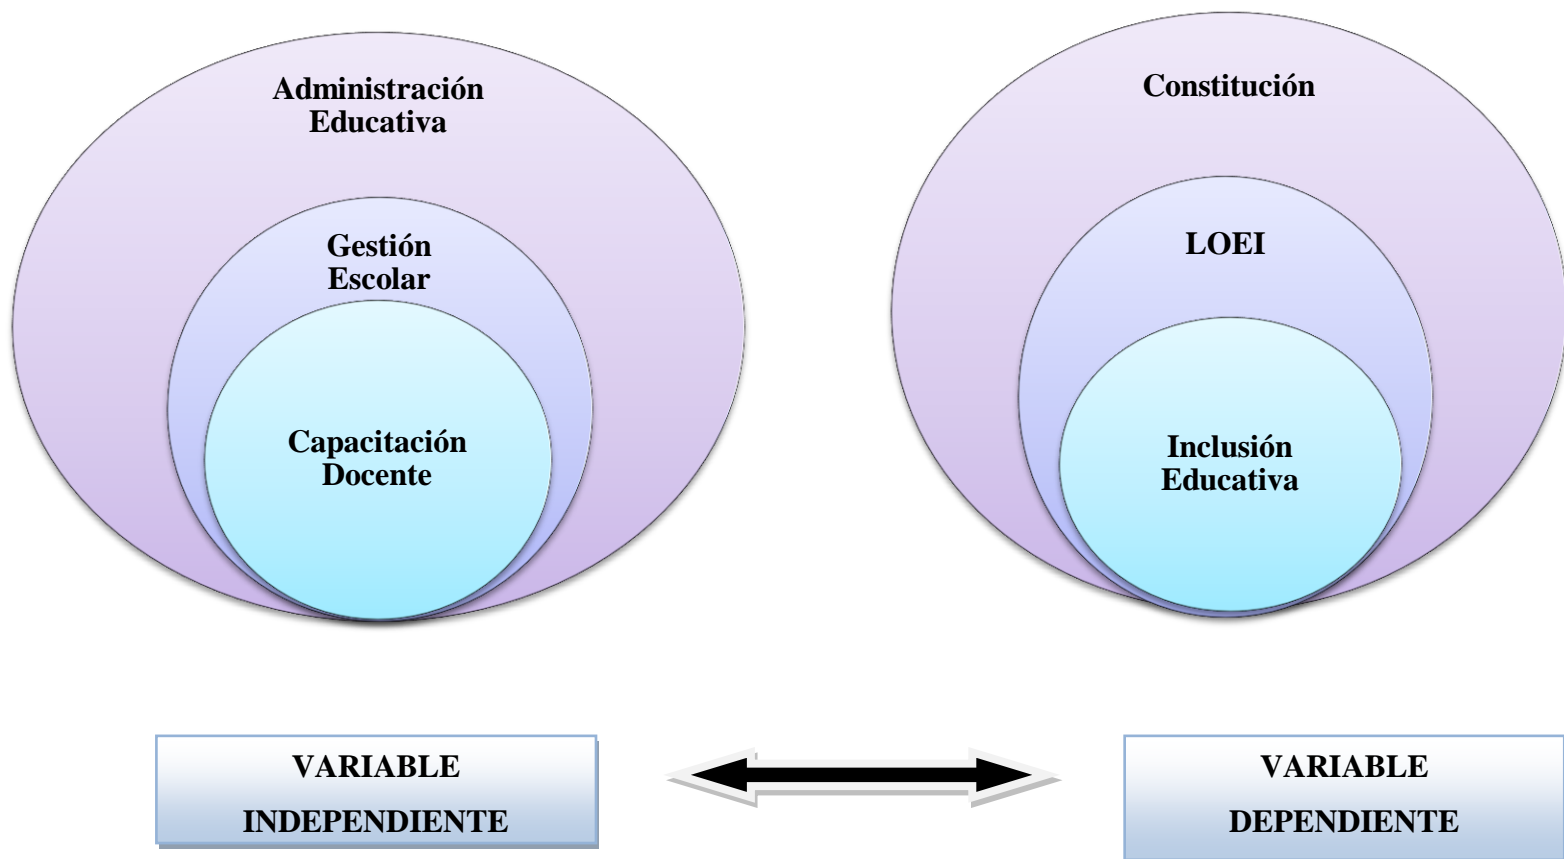 Administración
Educativa
Gestión
Escolar
Capacitación
Docente
Constitución
LOEI
Inclusión
Educativa
VARIABLE
INDEPENDIENTE
VARIABLE
DEPENDIENTE